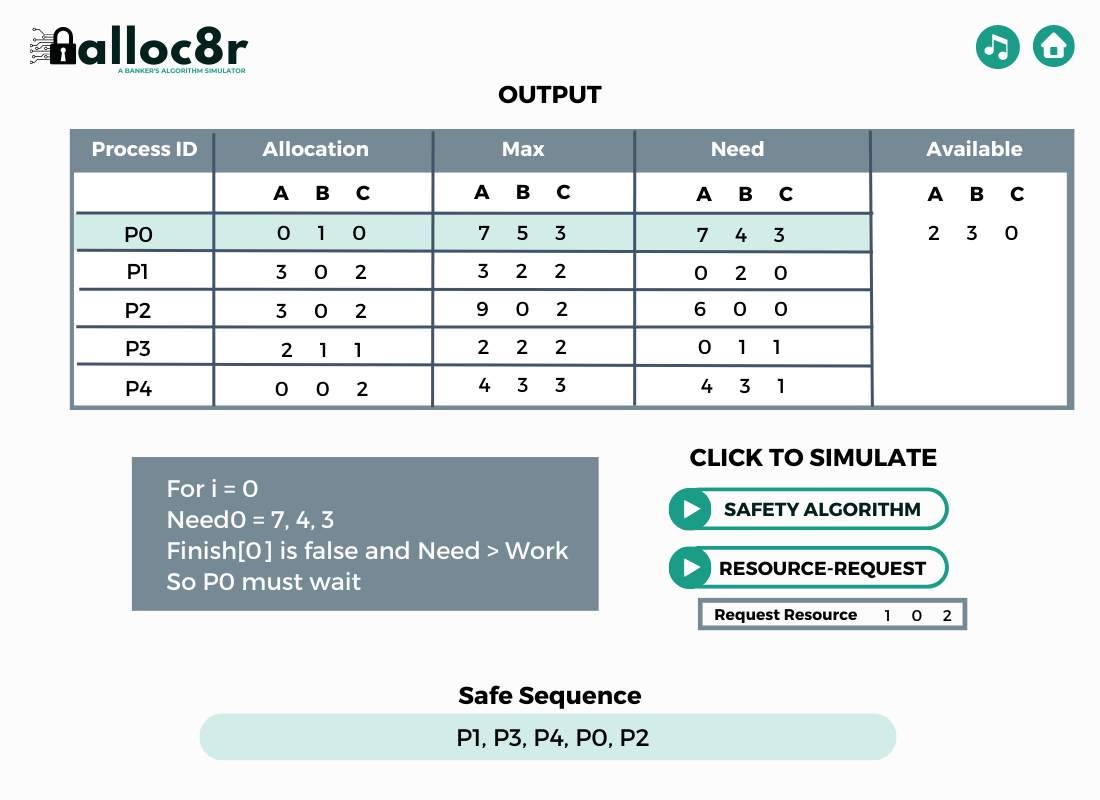 alloc8r
A BANKER'S ALGORITHM SIMULATOR
OUTPUT
Process ID Allocation Max Need Available
A B C A B C A B C A B C
P0 0 1 0 7 5 3 7 4 3 2 3 0
P1 3 0 2 3 2 2 0 2 0
P2 3 0 2 9 0 2 6 0 0
P3 2 1 1 2 2 2 0 1 1
P4 0 0 2 4 3 3 4 3 1
For i = 0
Need0 = 7, 4, 3
Finish[0] is false and Need > Work
So P0 must wait
CLICK TO SIMULATE
SAFETY ALGORITHM
RESOURCE-REQUEST
Request Resource 1 0 2
Safe Sequence
P1, P3, P4, P0, P2